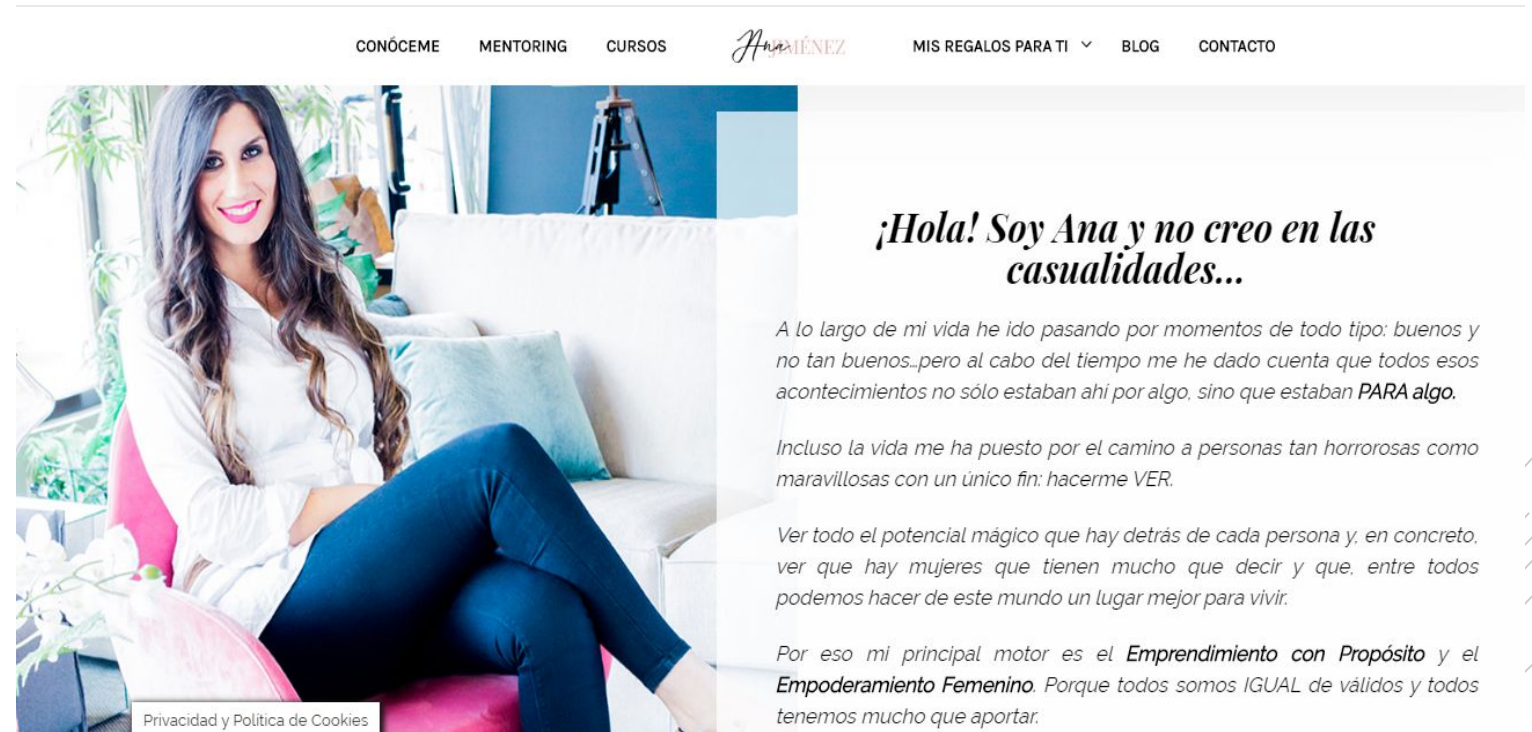 CONÓCEME MENTORING CURSOS Ana JIMÉNEZ MIS REGALOS PARA TI BLOG CONTACTO
¡Hola! Soy Ana y no creo en las
casualidades...
A lo largo de mi vida he ido pasando por momentos de todo tipo: buenos y
no tan buenos...pero al cabo del tiempo me he dado cuenta que todos esos
acontecimientos no sólo estaban ahí por algo, sino que estaban PARA algo.
Incluso la vida me ha puesto por el camino a personas tan horrorosas como
maravillosas con un único fin: hacerme VER.
Ver todo el potencial mágico que hay detrás de cada persona y, en concreto,
ver que hay mujeres que tienen mucho que decir y que, entre todos
podemos hacer de este mundo un lugar mejor para vivir.
Por eso mi principal motor es el Emprendimiento con Propósito y el
Empoderamiento Femenino. Porque todos somos IGUAL de válidos y todos
tenemos mucho que aportar.
Privacidad y Política de Cookies